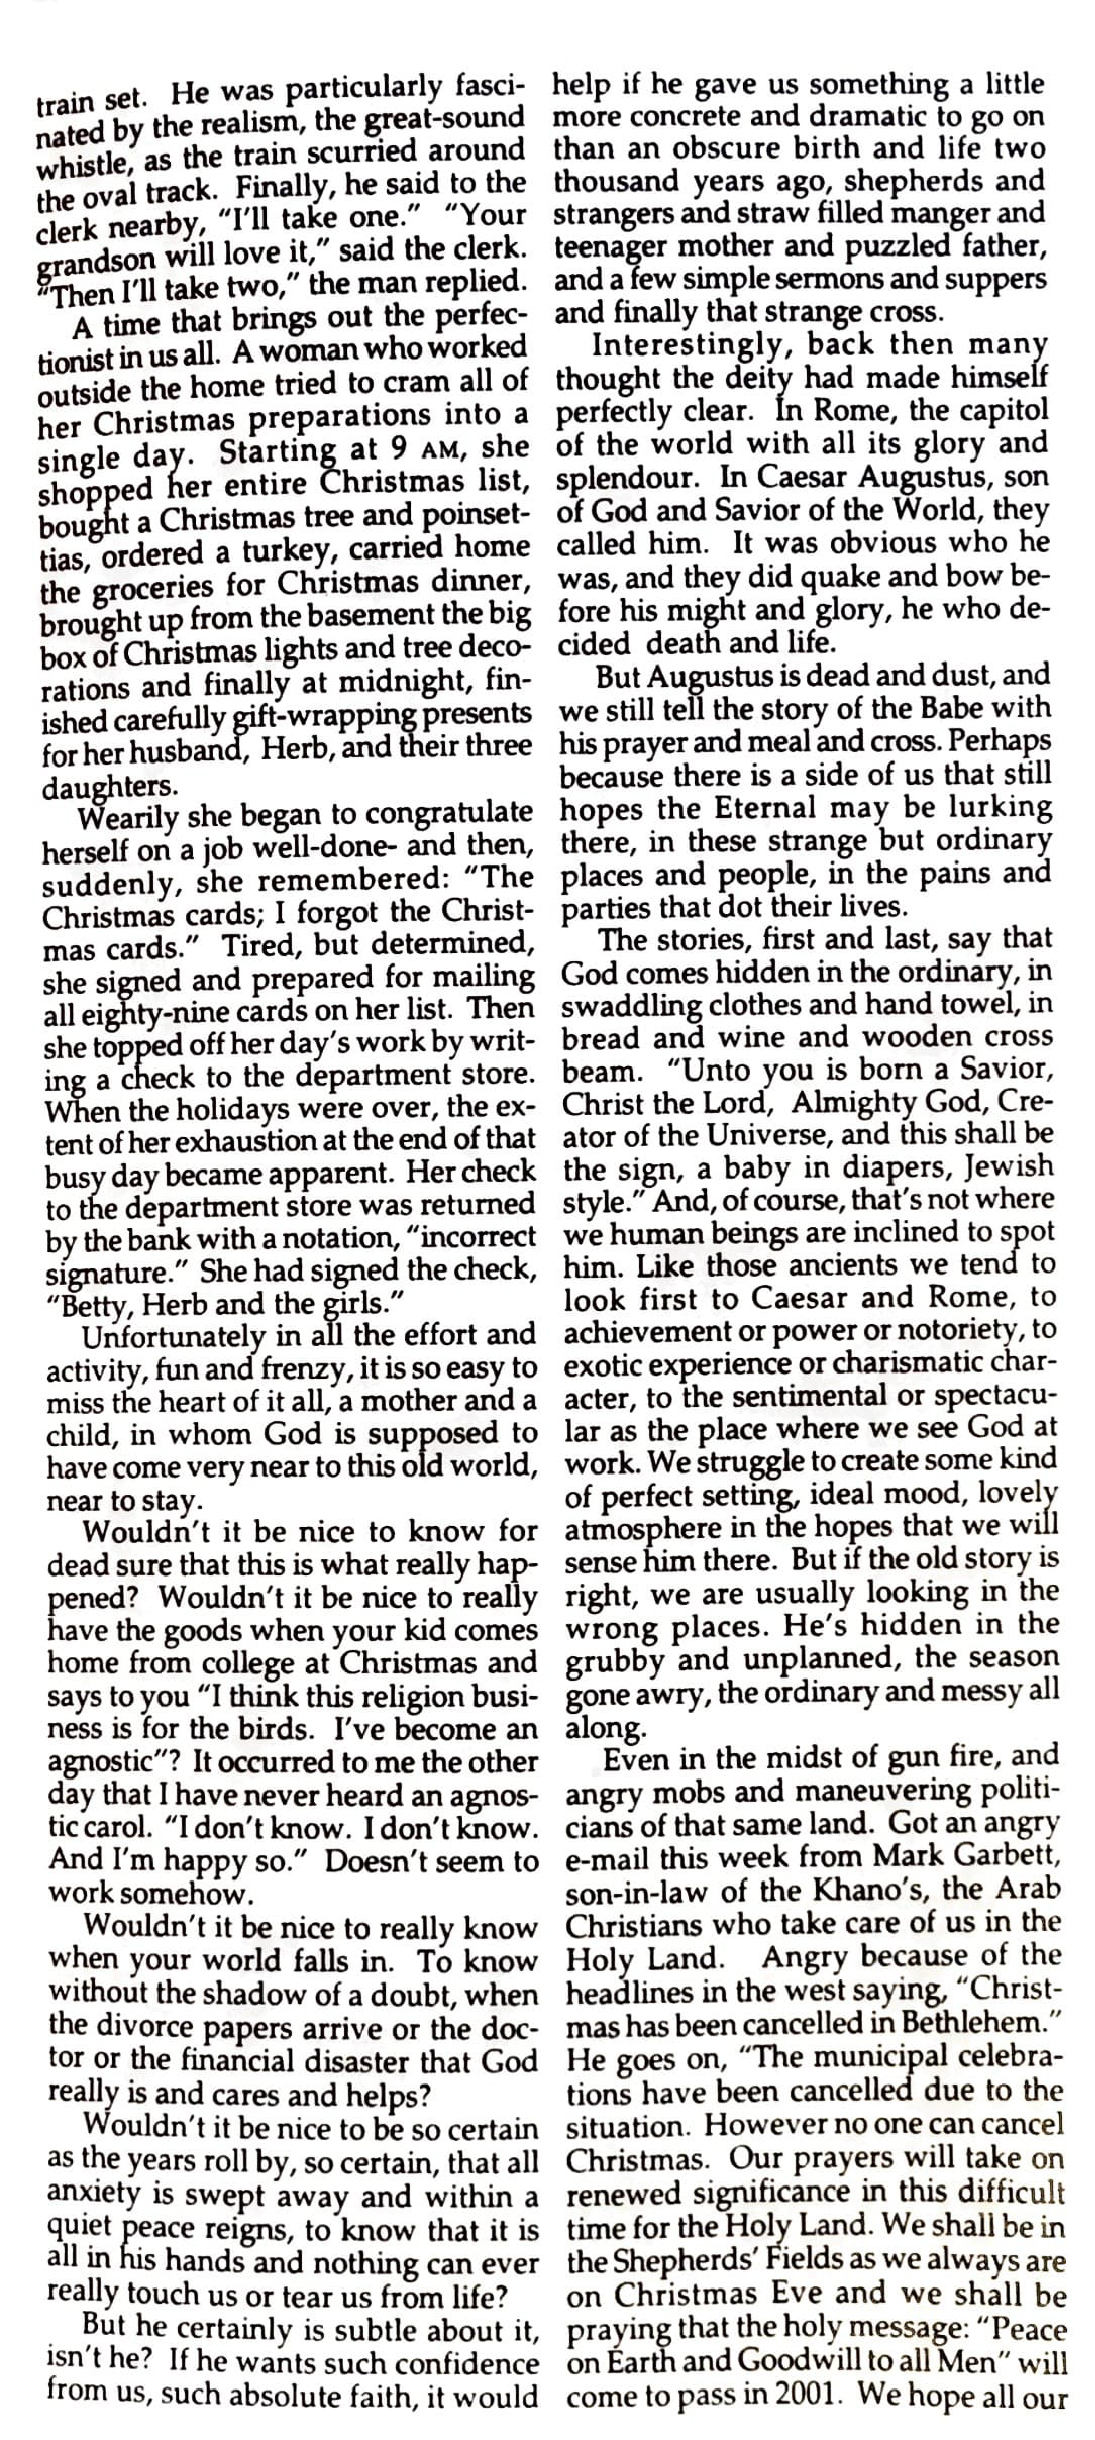 train set. He was particularly fasci-
nated by the realism, the great-sound
whistle, as the train scurried around
the oval track. Finally, he said to the
clerk nearby, "I'll take one." "Your
grandson will love it," said the clerk.
"Then I'll take two," the man replied.
A time that brings out the perfec-
tionist in us all. A woman who worked
outside the home tried to cram all of
her Christmas preparations into a
single day. Starting at 9 AM, she
shopped her entire Christmas list,
bought a Christmas tree and poinset-
tias, ordered a turkey, carried home
the groceries for Christmas dinner,
brought up from the basement the big
box of Christmas lights and tree deco-
rations and finally at midnight, fin-
ished carefully gift-wrapping presents
for her husband, Herb, and their three
daughters.
Wearily she began to congratulate
herself on a job well-done- and then,
suddenly, she remembered: "The
Christmas cards; I forgot the Christ-
mas cards." Tired, but determined,
she signed and prepared for mailing
all eighty-nine cards on her list. Then
she topped off her day's work by writ-
ing a check to the department store.
When the holidays were over, the ex-
tent of her exhaustion at the end of that
busy day became apparent. Her check
to the department store was returned
by the bank with a notation, "incorrect
signature." She had signed the check,
"Betty, Herb and the girls."
Unfortunately in all the effort and
activity, fun and frenzy, it is so easy to
miss the heart of it all, a mother and a
child, in whom God is supposed to
have come very near to this old world,
near to stay.
Wouldn't it be nice to know for
dead sure that this is what really hap-
pened? Wouldn't it be nice to really
have the goods when your kid comes
home from college at Christmas and
says to you "I think this religion busi-
ness is for the birds. I've become an
agnostic"? It occurred to me the other
day that I have never heard an agnos-
tic carol. "I don't know. I don't know.
And I'm happy so." Doesn't seem to
work somehow.
Wouldn't it be nice to really know
when your world falls in. To know
without the shadow of a doubt, when
the divorce papers arrive or the doc-
tor or the financial disaster that God
really is and cares and helps?
Wouldn't it be nice to be so certain
as the years roll by, so certain, that all
anxiety is swept away and within a
quiet peace reigns, to know that it is
all in his hands and nothing can ever
really touch us or tear us from life?
But he certainly is subtle about it,
isn't he? If he wants such confidence
from us, such absolute faith, it would
help if he gave us something a little
more concrete and dramatic to go on
than an obscure birth and life two
thousand years ago, shepherds and
strangers and straw filled manger and
teenager mother and puzzled father,
and a few simple sermons and suppers
and finally that strange cross.
Interestingly, back then many
thought the deity had made himself
perfectly clear. In Rome, the capitol
of the world with all its glory and
splendour. In Caesar Augustus, son
of God and Savior of the World, they
called him. It was obvious who he
was, and they did quake and bow be-
fore his might and glory, he who de-
cided death and life.
But Augustus is dead and dust, and
we still tell the story of the Babe with
his prayer and meal and cross. Perhaps
because there is a side of us that still
hopes the Eternal may be lurking
there, in these strange but ordinary
places and people, in the pains and
parties that dot their lives.
The stories, first and last, say that
God comes hidden in the ordinary, in
swaddling clothes and hand towel, in
bread and wine and wooden cross
beam. "Unto you is born a Savior,
Christ the Lord, Almighty God, Cre-
ator of the Universe, and this shall be
the sign, a baby in diapers, Jewish
style." And, of course, that's not where
we human beings are inclined to spot
him. Like those ancients we tend to
look first to Caesar and Rome, to
achievement or power or notoriety, to
exotic experience or charismatic char-
acter, to the sentimental or spectacu-
lar as the place where we see God at
work. We struggle to create some kind
of perfect setting, ideal mood, lovely
atmosphere in the hopes that we will
sense him there. But if the old story is
right, we are usually looking in the
wrong places. He's hidden in the
grubby and unplanned, the season
gone awry, the ordinary and messy all
along.
Even in the midst of gun fire, and
angry mobs and maneuvering politi-
cians of that same land. Got an angry
e-mail this week from Mark Garbett,
son-in-law of the Khano's, the Arab
Christians who take care of us in the
Holy Land. Angry because of the
headlines in the west saying, "Christ-
mas has been cancelled in Bethlehem."
He goes on, "The municipal celebra-
tions have been cancelled due to the
situation. However no one can cancel
Christmas. Our prayers will take on
renewed significance in this difficult
time for the Holy Land. We shall be in
the Shepherds' Fields as we always are
on Christmas Eve and we shall be
praying that the holy message: "Peace
on Earth and Goodwill to all Men" will
come to pass in 2001. We hope all our